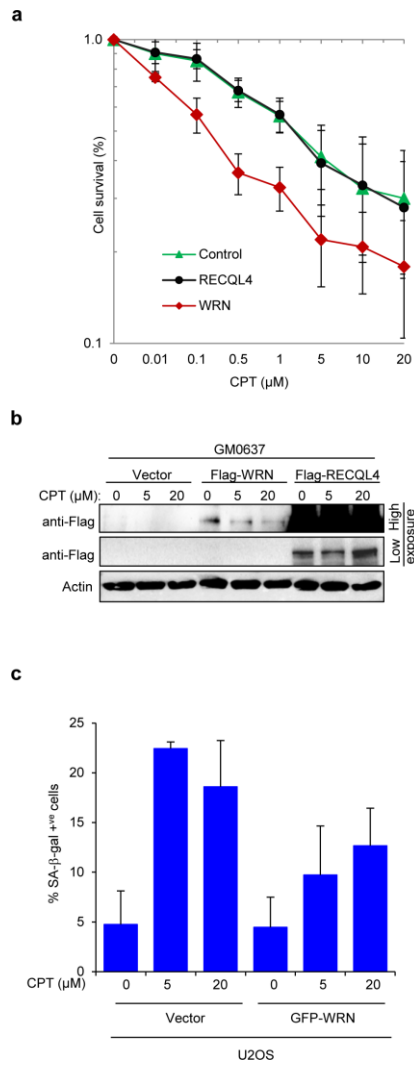 a
1.0
Cell survival (%)
Control
RECQL4
WRN
0.1
0 0.01 0.1 0.5 1 5 10 20
CPT (µM)
b
GM0637
Vector Flag-WRN Flag-RECQL4
CPT (µM): 0 5 20 0 5 20 0 5 20
anti-Flag High
anti-Flag Low
exposure
Actin
c
25
20
15
10
5
0
% SA-β-gal +ve cells
CPT (µM) 0 5 20 0 5 20
Vector GFP-WRN
U2OS